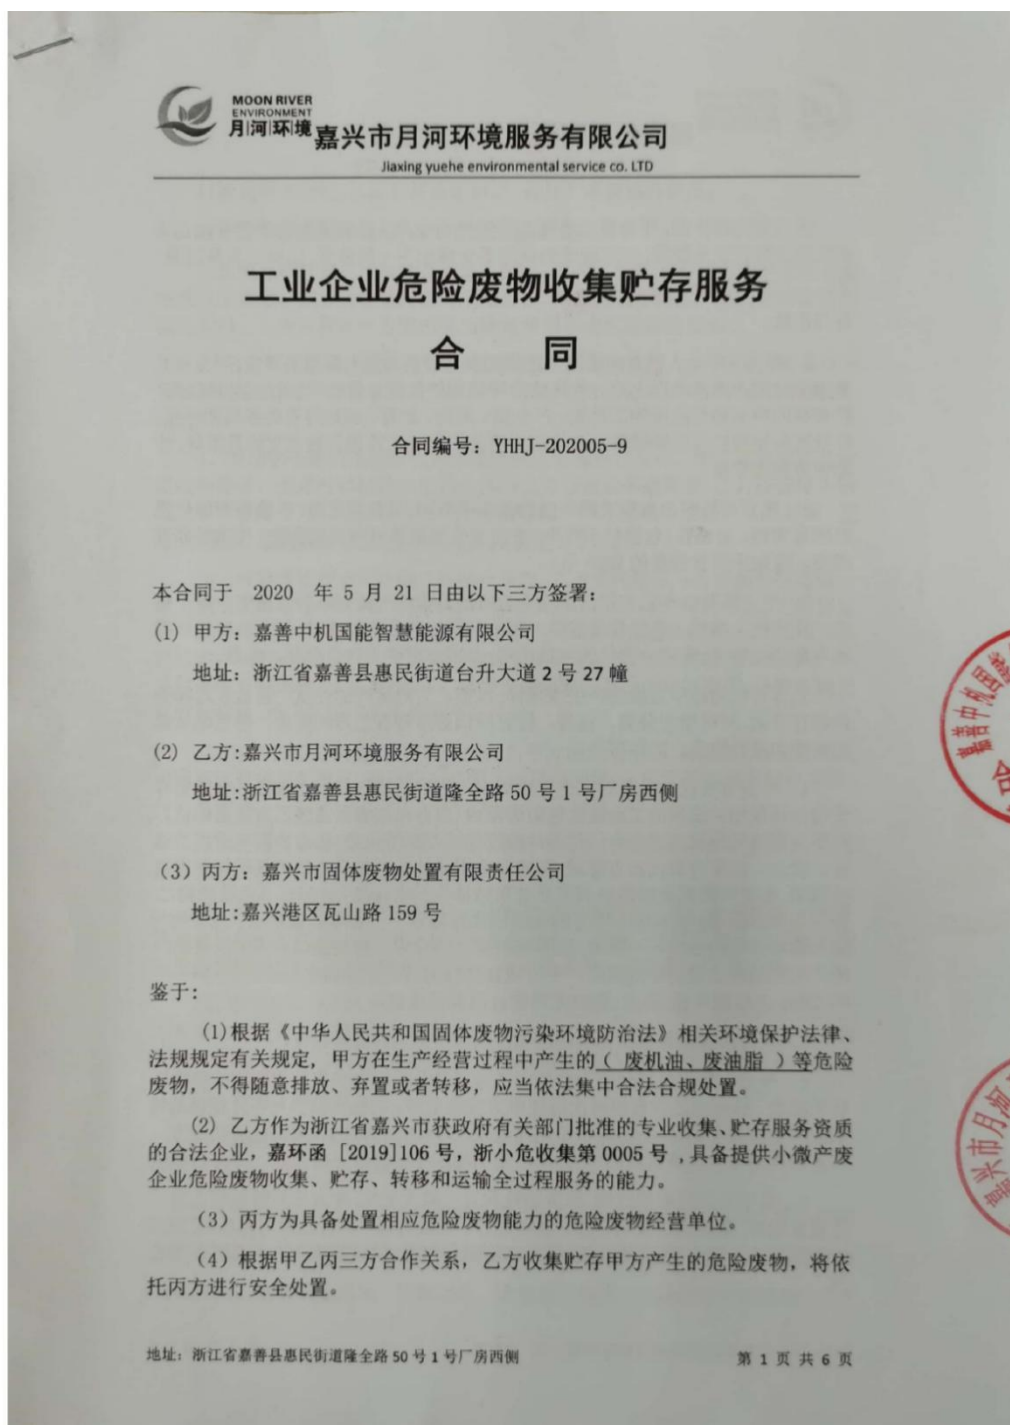 MOON RIVER
ENVIRONMENT
月河环境
嘉兴市月河环境服务有限公司
Jiaxing yuehe environmental service co. LTD
工业企业危险废物收集贮存服务
合 同
合同编号：YHHJ-202005-9
本合同于 2020 年 5 月 21 日由以下三方签署：
(1) 甲方：嘉善中机国能智慧能源有限公司
地址：浙江省嘉善县惠民街道台升大道 2 号 27 幢
(2) 乙方:嘉兴市月河环境服务有限公司
地址:浙江省嘉善县惠民街道隆全路 50 号 1 号厂房西侧
（3）丙方：嘉兴市固体废物处置有限责任公司
地址:嘉兴港区瓦山路 159 号
鉴于:
(1)根据《中华人民共和国固体废物污染环境防治法》相关环境保护法律、
法规规定有关规定，甲方在生产经营过程中产生的（ 废机油、废油脂 ）等危险
废物，不得随意排放、弃置或者转移，应当依法集中合法合规处置。
(2) 乙方作为浙江省嘉兴市获政府有关部门批准的专业收集、贮存服务资质
的合法企业，嘉环函 [2019]106 号，浙小危收集第 0005 号 ,具备提供小微产废
企业危险废物收集、贮存、转移和运输全过程服务的能力。
（3）丙方为具备处置相应危险废物能力的危险废物经营单位。
（4）根据甲乙丙三方合作关系，乙方收集贮存甲方产生的危险废物，将依
托丙方进行安全处置。
嘉善中机国
嘉兴市月河
地址：浙江省嘉善县惠民街道隆全路 50 号 1 号厂房西侧
第 1 页 共 6 页